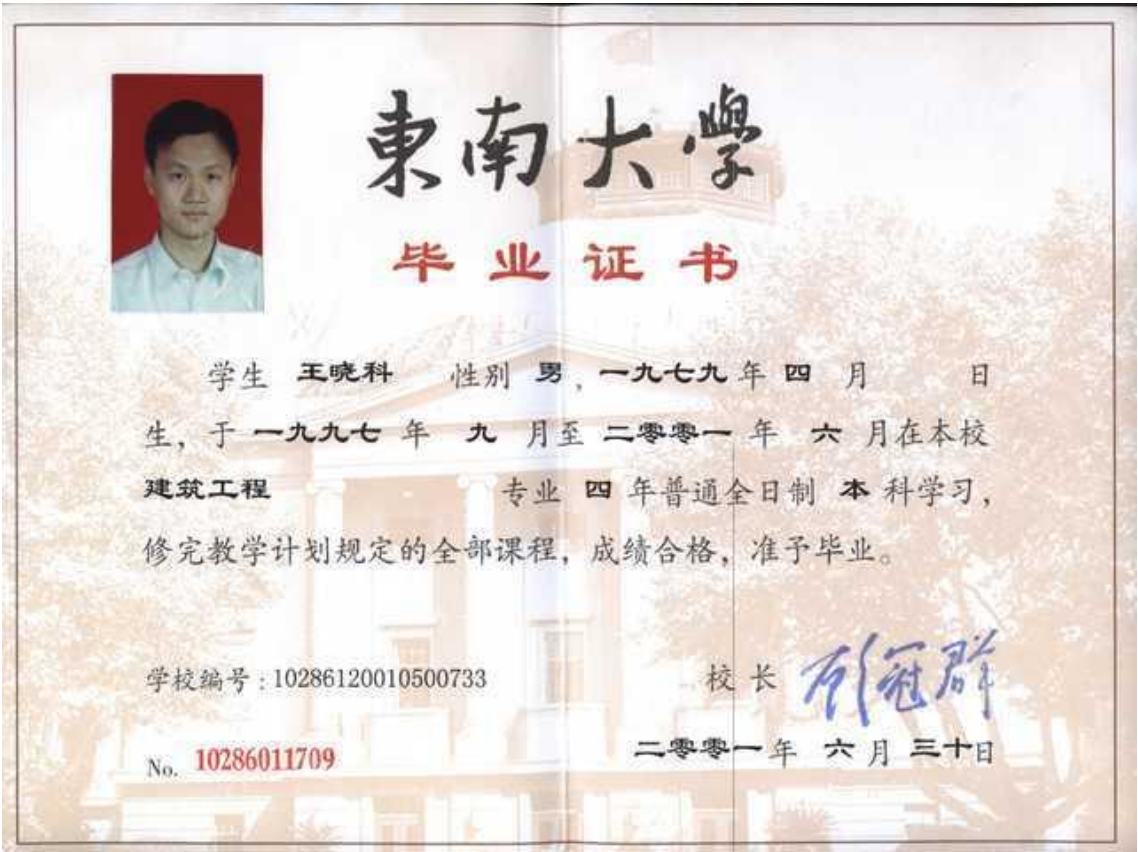 東南大學
毕业证书
学生 王晓科 性别 男, 一九七九年 四 月 日
生, 于 一九九七 年 九 月至 二零零一 年 六 月在本校
建筑工程 专业 四 年普通全日制 本 科学习,
修完教学计划规定的全部课程, 成绩合格, 准予毕业。
学校编号:10286120010500733
校长 顾冠群
No. 10286011709
二零零一年 六月 三十日